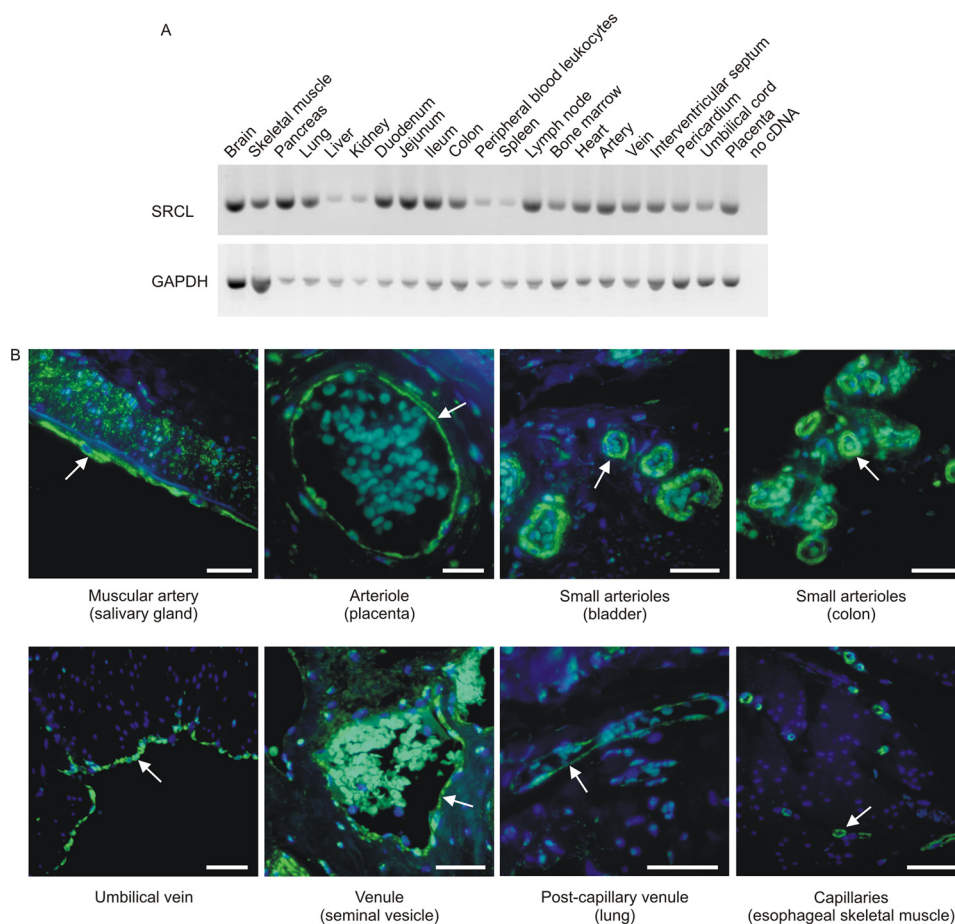 A
Brain
Skeletal muscle
Pancreas
Lung
Liver
Kidney
Duodenum
Jejunum
Ileum
Colon
Peripheral blood leukocytes
Spleen
Lymph node
Bone marrow
Heart
Artery
Vein
Interventricular septum
Pericardium
Umbilical cord
Placenta
no cDNA
SRCL
GAPDH
B
Muscular artery
(salivary gland)
Arteriole
(placenta)
Small arterioles
(bladder)
Small arterioles
(colon)
Umbilical vein
Venule
(seminal vesicle)
Post-capillary venule
(lung)
Capillaries
(esophageal skeletal muscle)